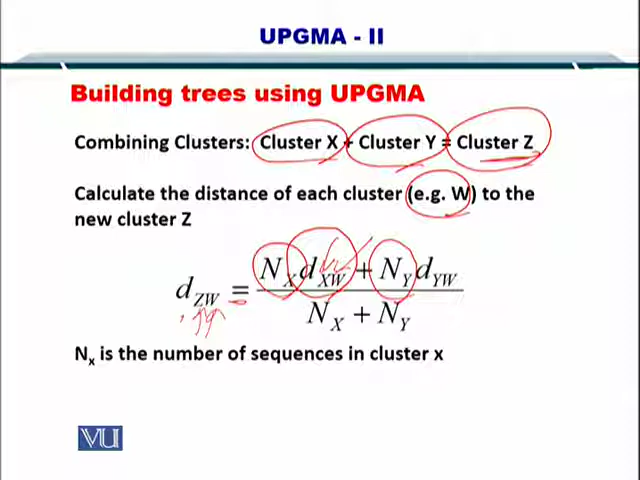 UPGMA - II
Building trees using UPGMA
Combining Clusters: Cluster X + Cluster Y = Cluster Z
Calculate the distance of each cluster (e.g. W) to the
new cluster Z
d_ZW = (N_X d_XW + N_Y d_YW) / (N_X + N_Y)
N_x is the number of sequences in cluster x
VU